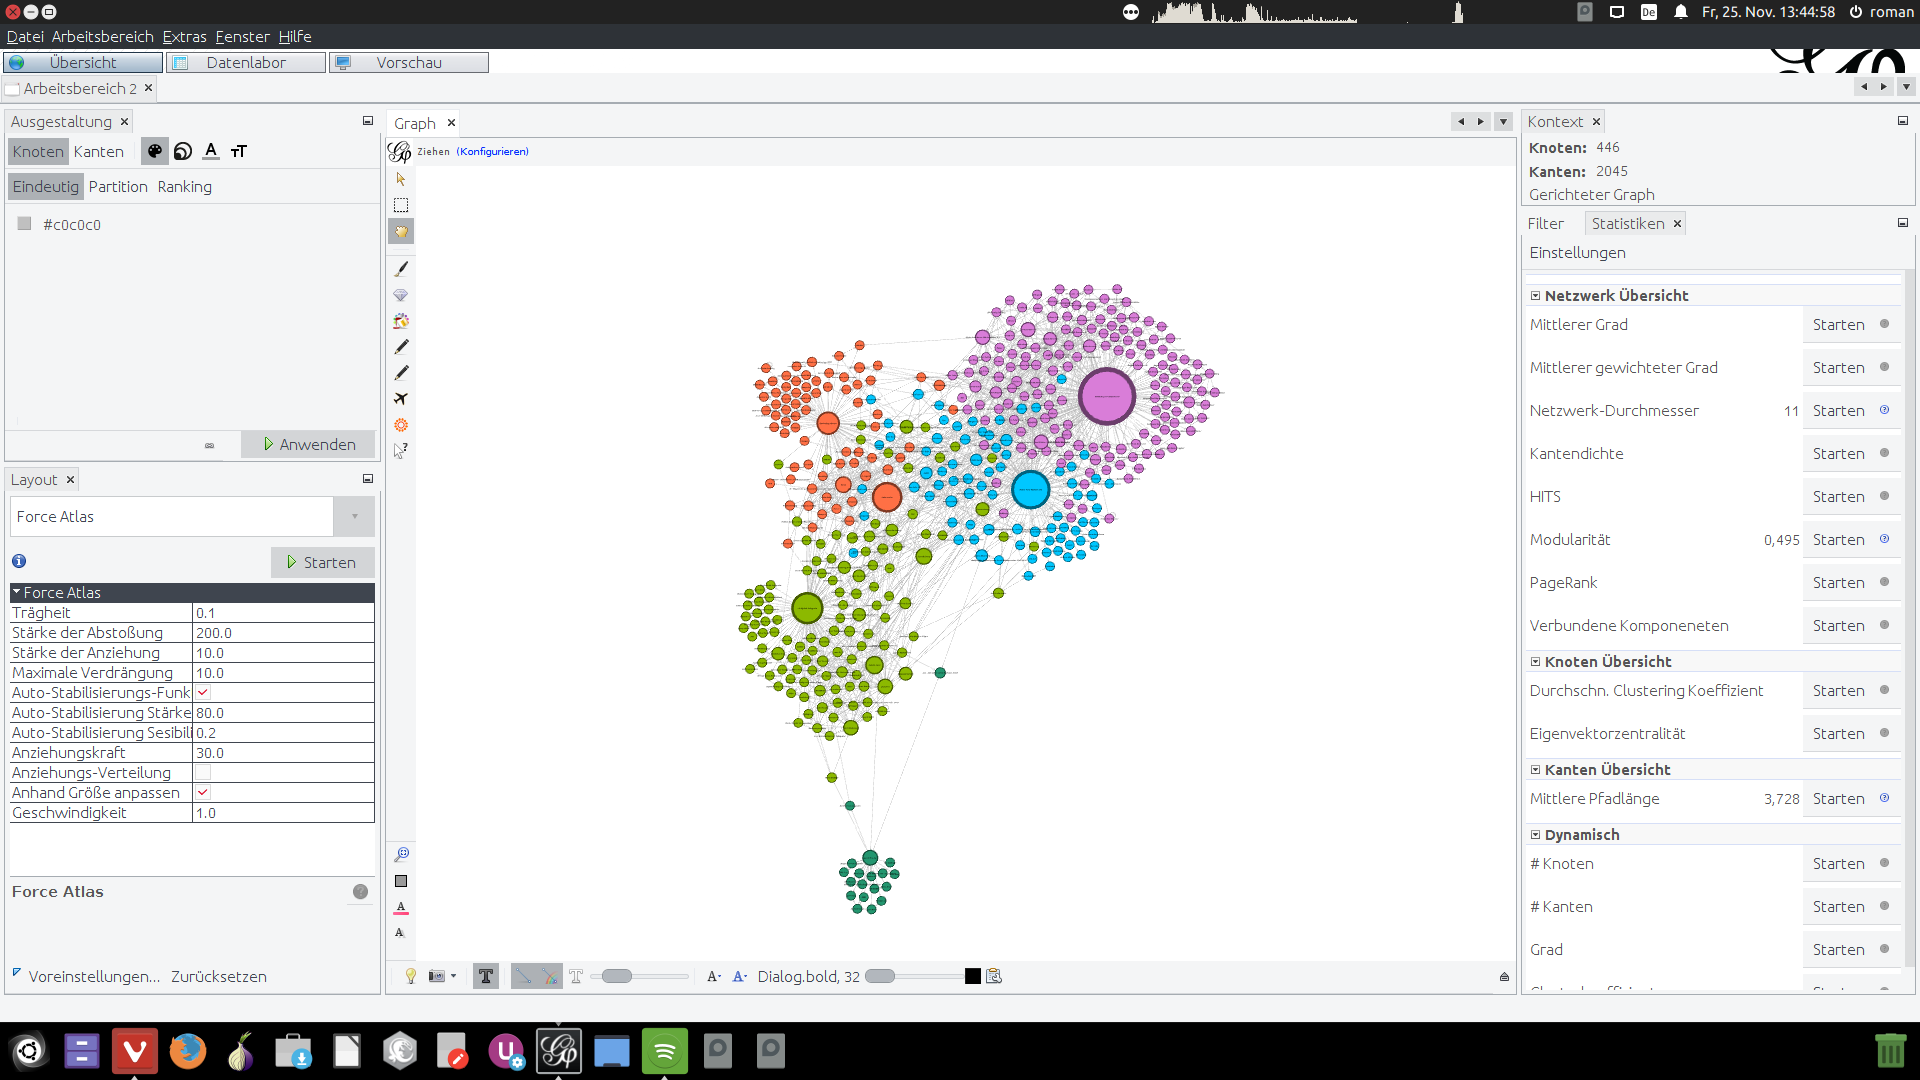 De Fr, 25. Nov. 13:44:58 roman
Datei Arbeitsbereich Extras Fenster Hilfe
Übersicht Datenlabor Vorschau
Arbeitsbereich 2
Ausgestaltung
Knoten Kanten
Eindeutig Partition Ranking
#c0c0c0
Anwenden
Layout
Force Atlas
Starten
Force Atlas
Trägheit 0.1
Stärke der Abstoßung 200.0
Stärke der Anziehung 10.0
Maximale Verdrängung 10.0
Auto-Stabilisierungs-Funk
Auto-Stabilisierung Stärke 80.0
Auto-Stabilisierung Sesibili 0.2
Anziehungskraft 30.0
Anziehungs-Verteilung
Anhand Größe anpassen
Geschwindigkeit 1.0
Force Atlas
Voreinstellungen... Zurücksetzen
Graph
Ziehen (Konfigurieren)
Dialog.bold, 32
Kontext
Knoten: 446
Kanten: 2045
Gerichteter Graph
Filter Statistiken
Einstellungen
Netzwerk Übersicht
Mittlerer Grad Starten
Mittlerer gewichteter Grad Starten
Netzwerk-Durchmesser 11 Starten
Kantendichte Starten
HITS Starten
Modularität 0,495 Starten
PageRank Starten
Verbundene Komponeneten Starten
Knoten Übersicht
Durchschn. Clustering Koeffizient Starten
Eigenvektorzentralität Starten
Kanten Übersicht
Mittlere Pfadlänge 3,728 Starten
Dynamisch
# Knoten Starten
# Kanten Starten
Grad Starten